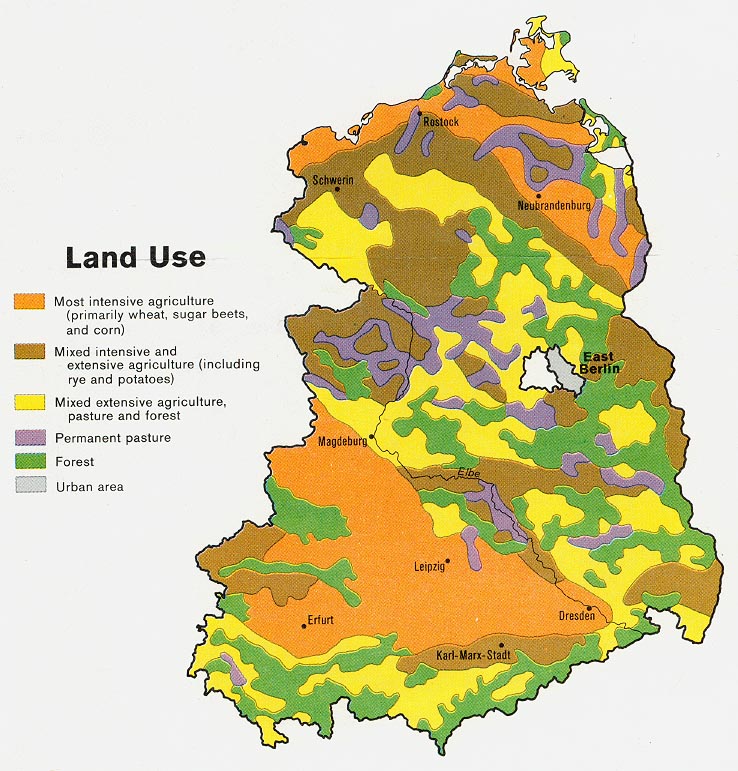 Land Use
Most intensive agriculture
(primarily wheat, sugar beets,
and corn)
Mixed intensive and
extensive agriculture (including
rye and potatoes)
Mixed extensive agriculture,
pasture and forest
Permanent pasture
Forest
Urban area
Rostock
Schwerin
Neubrandenburg
East
Berlin
Magdeburg
Elbe
Leipzig
Erfurt
Dresden
Karl-Marx-Stadt